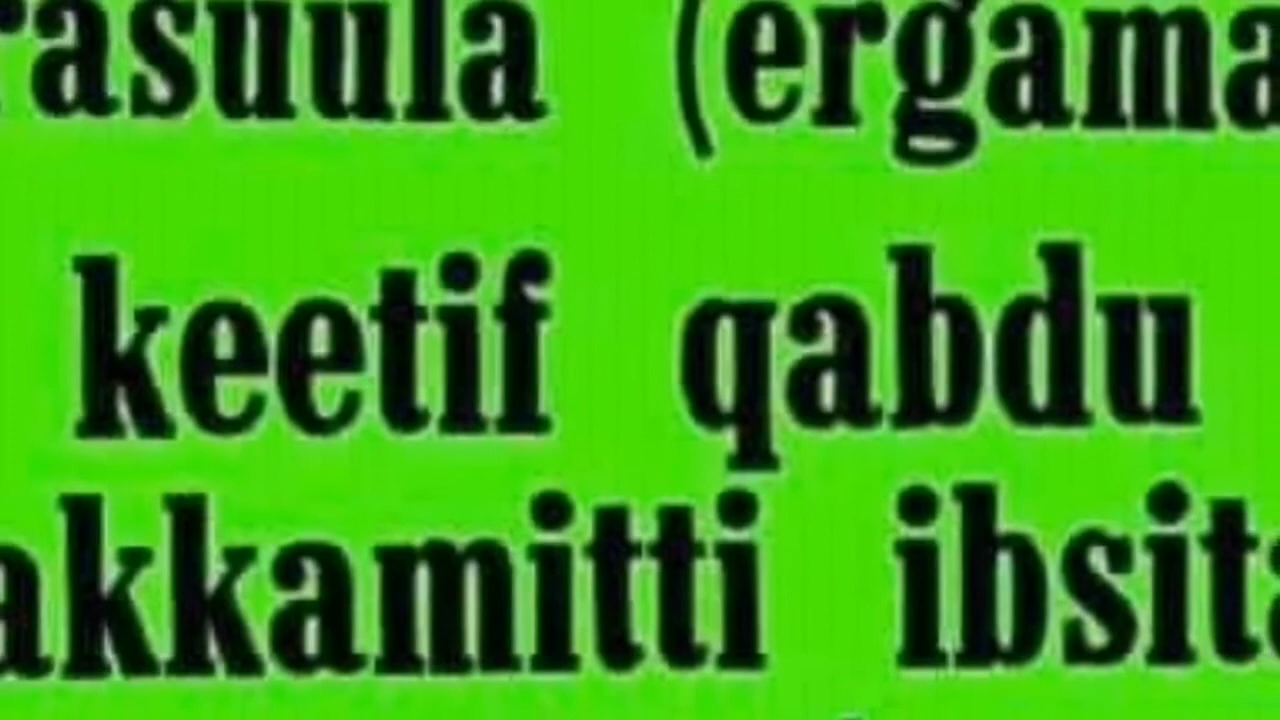 rasuula (ergama
keetif qabdu
akkamitti ibsita